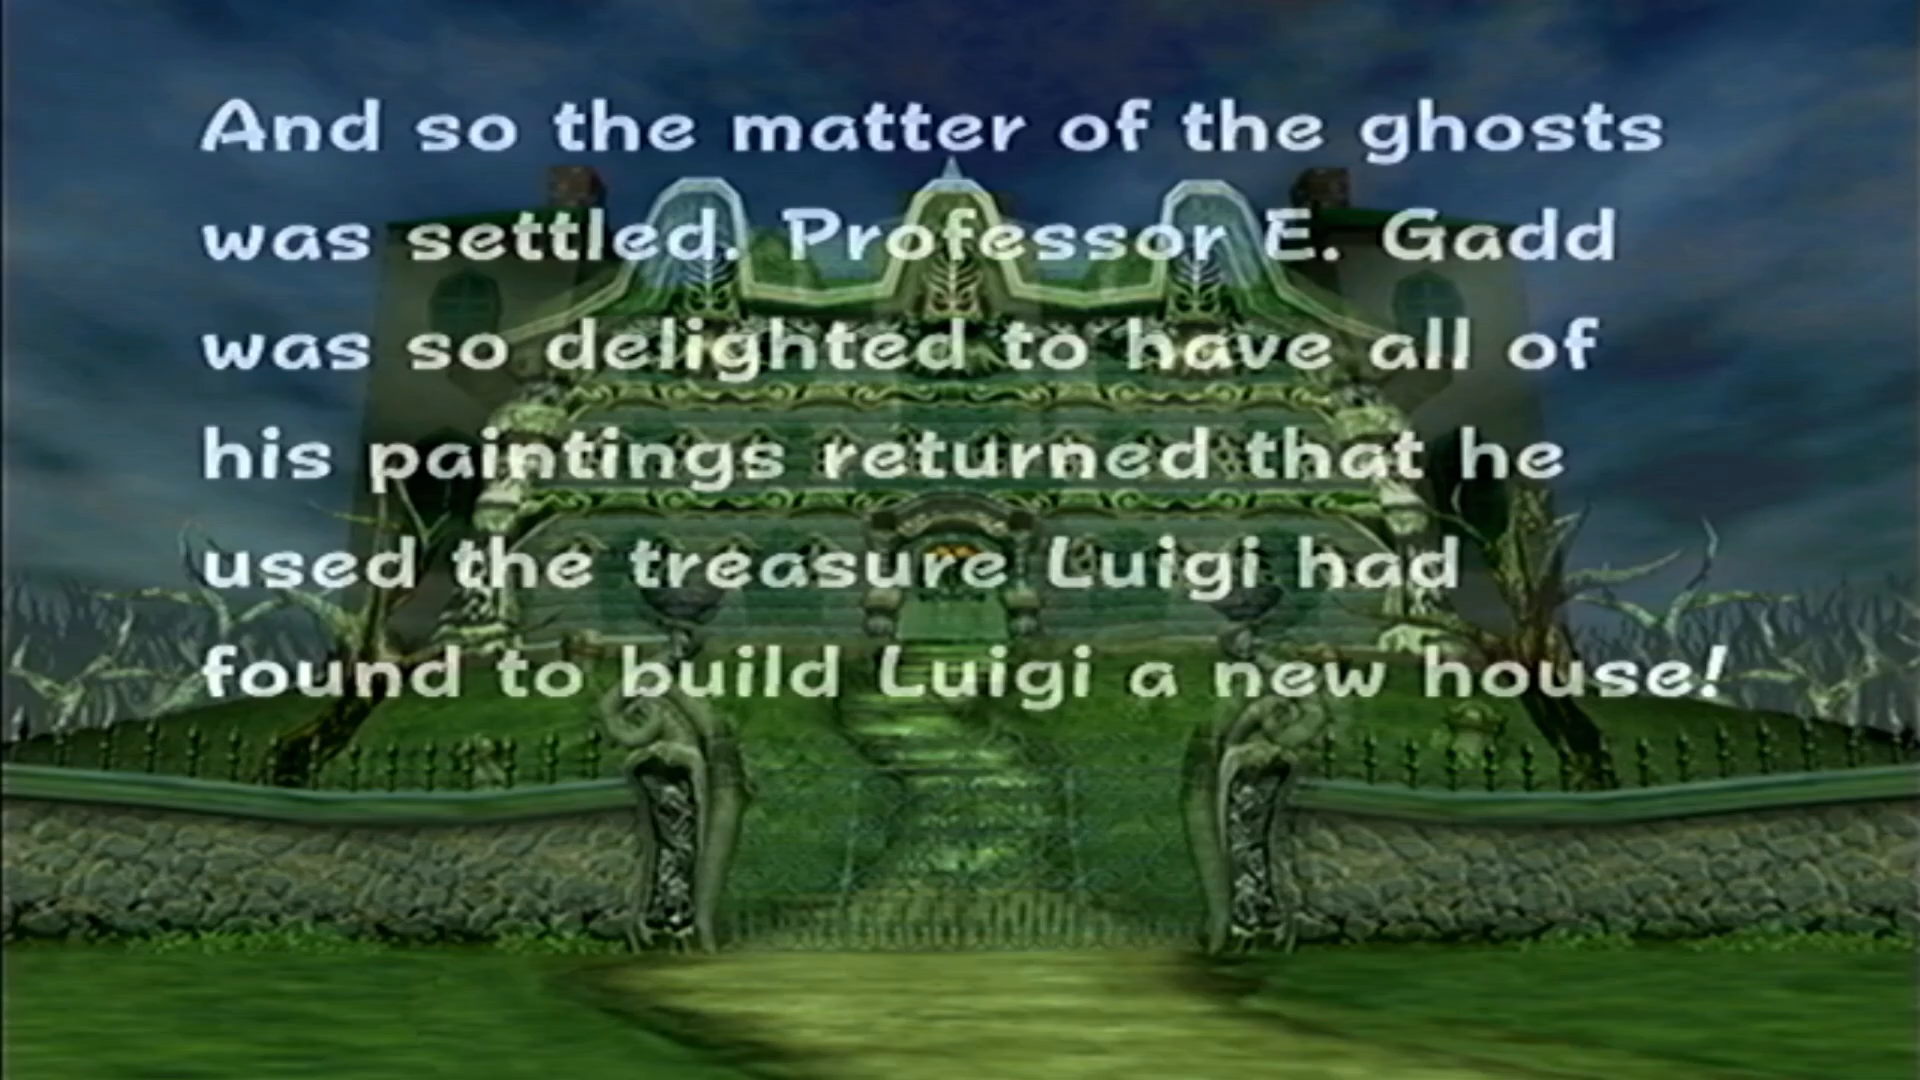 And so the matter of the ghosts
was settled. Professor E. Gadd
was so delighted to have all of
his paintings returned that he
used the treasure Luigi had
found to build Luigi a new house!